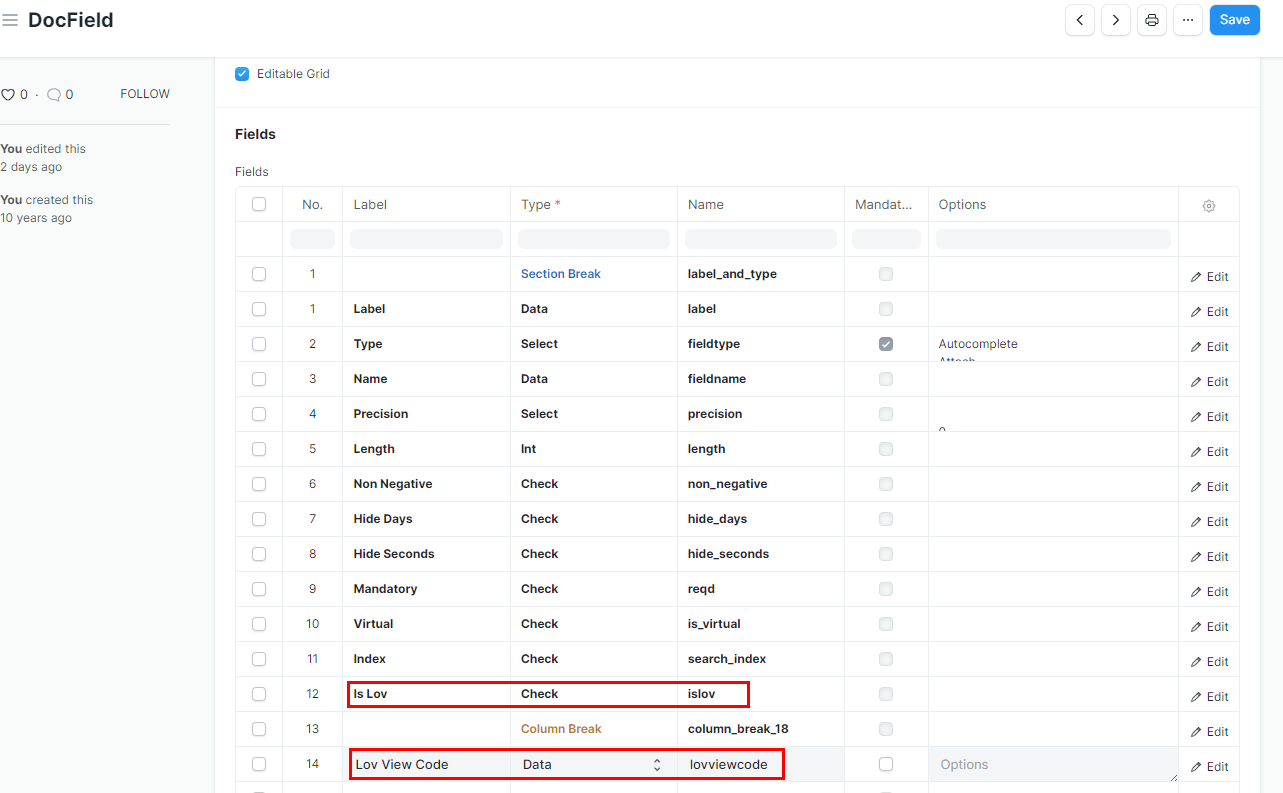 DocField
Save
Editable Grid
0 · 0 FOLLOW
You edited this
2 days ago
You created this
10 years ago
Fields
Fields
No. Label Type * Name Mandat... Options
1 Section Break label_and_type Edit
1 Label Data label Edit
2 Type Select fieldtype Autocomplete Edit
Attach
3 Name Data fieldname Edit
4 Precision Select precision Edit
5 Length Int length Edit
6 Non Negative Check non_negative Edit
7 Hide Days Check hide_days Edit
8 Hide Seconds Check hide_seconds Edit
9 Mandatory Check reqd Edit
10 Virtual Check is_virtual Edit
11 Index Check search_index Edit
12 Is Lov Check islov Edit
13 Column Break column_break_18 Edit
14 Lov View Code Data lovviewcode Options Edit